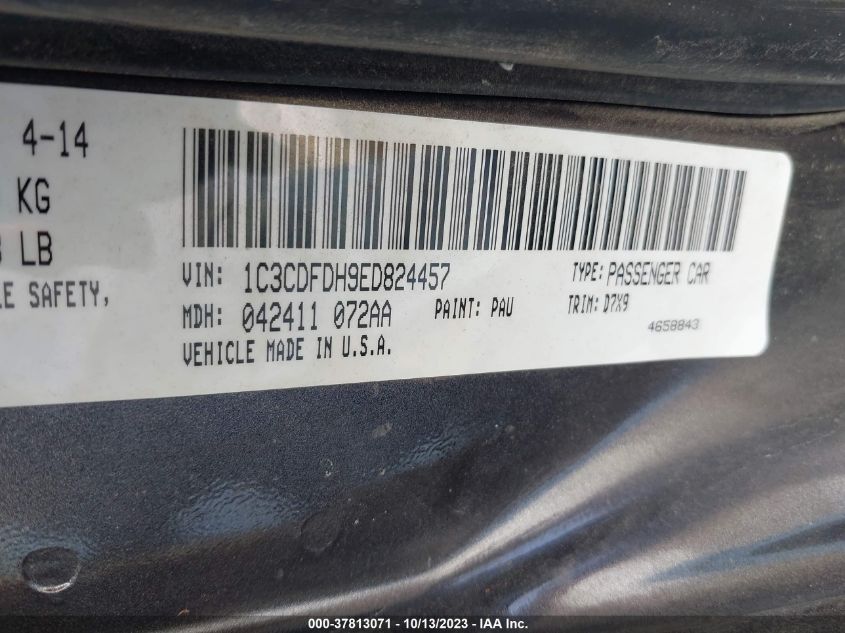 4-14
KG
LB
LE SAFETY,
VIN: 1C3CDFDH9ED824457 TYPE: PASSENGER CAR
MDH: 042411 072AA PAINT: PAU TRIM: D7X9
VEHICLE MADE IN U.S.A. 4658843
000-37813071 - 10/13/2023 - IAA Inc.